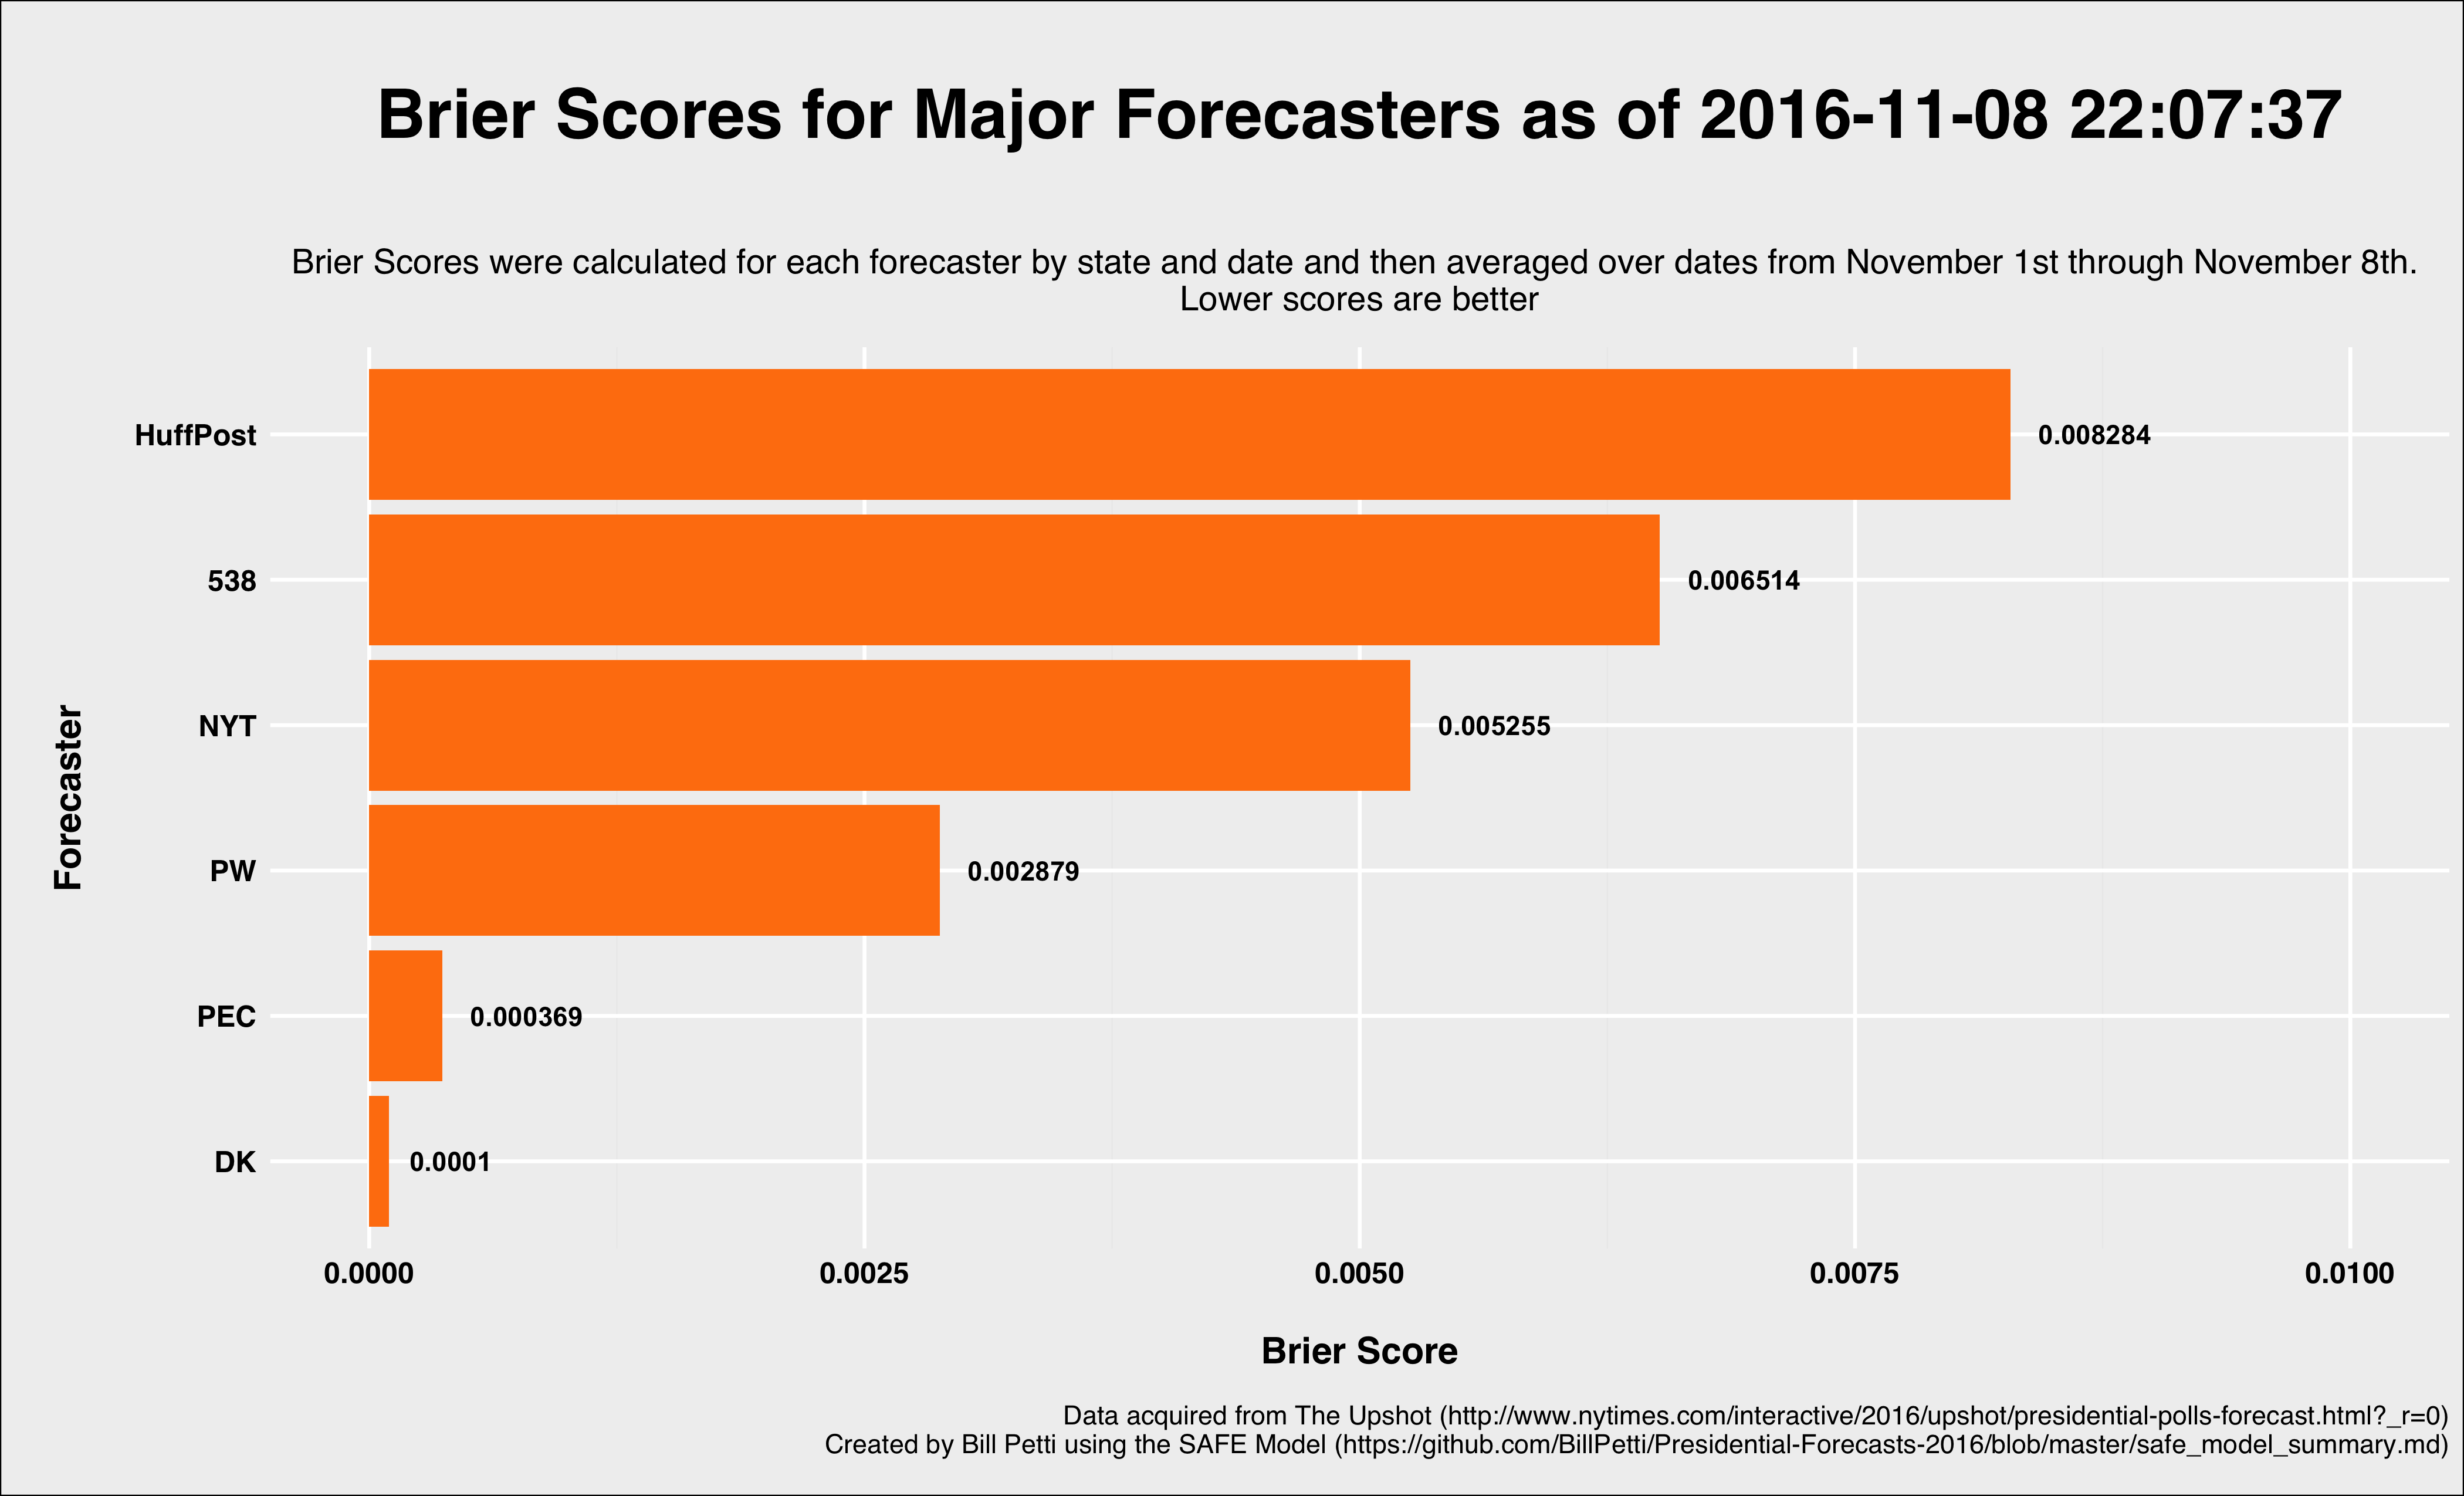 Brier Scores for Major Forecasters as of 2016-11-08 22:07:37
Brier Scores were calculated for each forecaster by state and date and then averaged over dates from November 1st through November 8th.
Lower scores are better
Forecaster
HuffPost 0.008284
538 0.006514
NYT 0.005255
PW 0.002879
PEC 0.000369
DK 0.0001
0.0000 0.0025 0.0050 0.0075 0.0100
Brier Score
Data acquired from The Upshot (http://www.nytimes.com/interactive/2016/upshot/presidential-polls-forecast.html?_r=0)
Created by Bill Petti using the SAFE Model (https://github.com/BillPetti/Presidential-Forecasts-2016/blob/master/safe_model_summary.md)